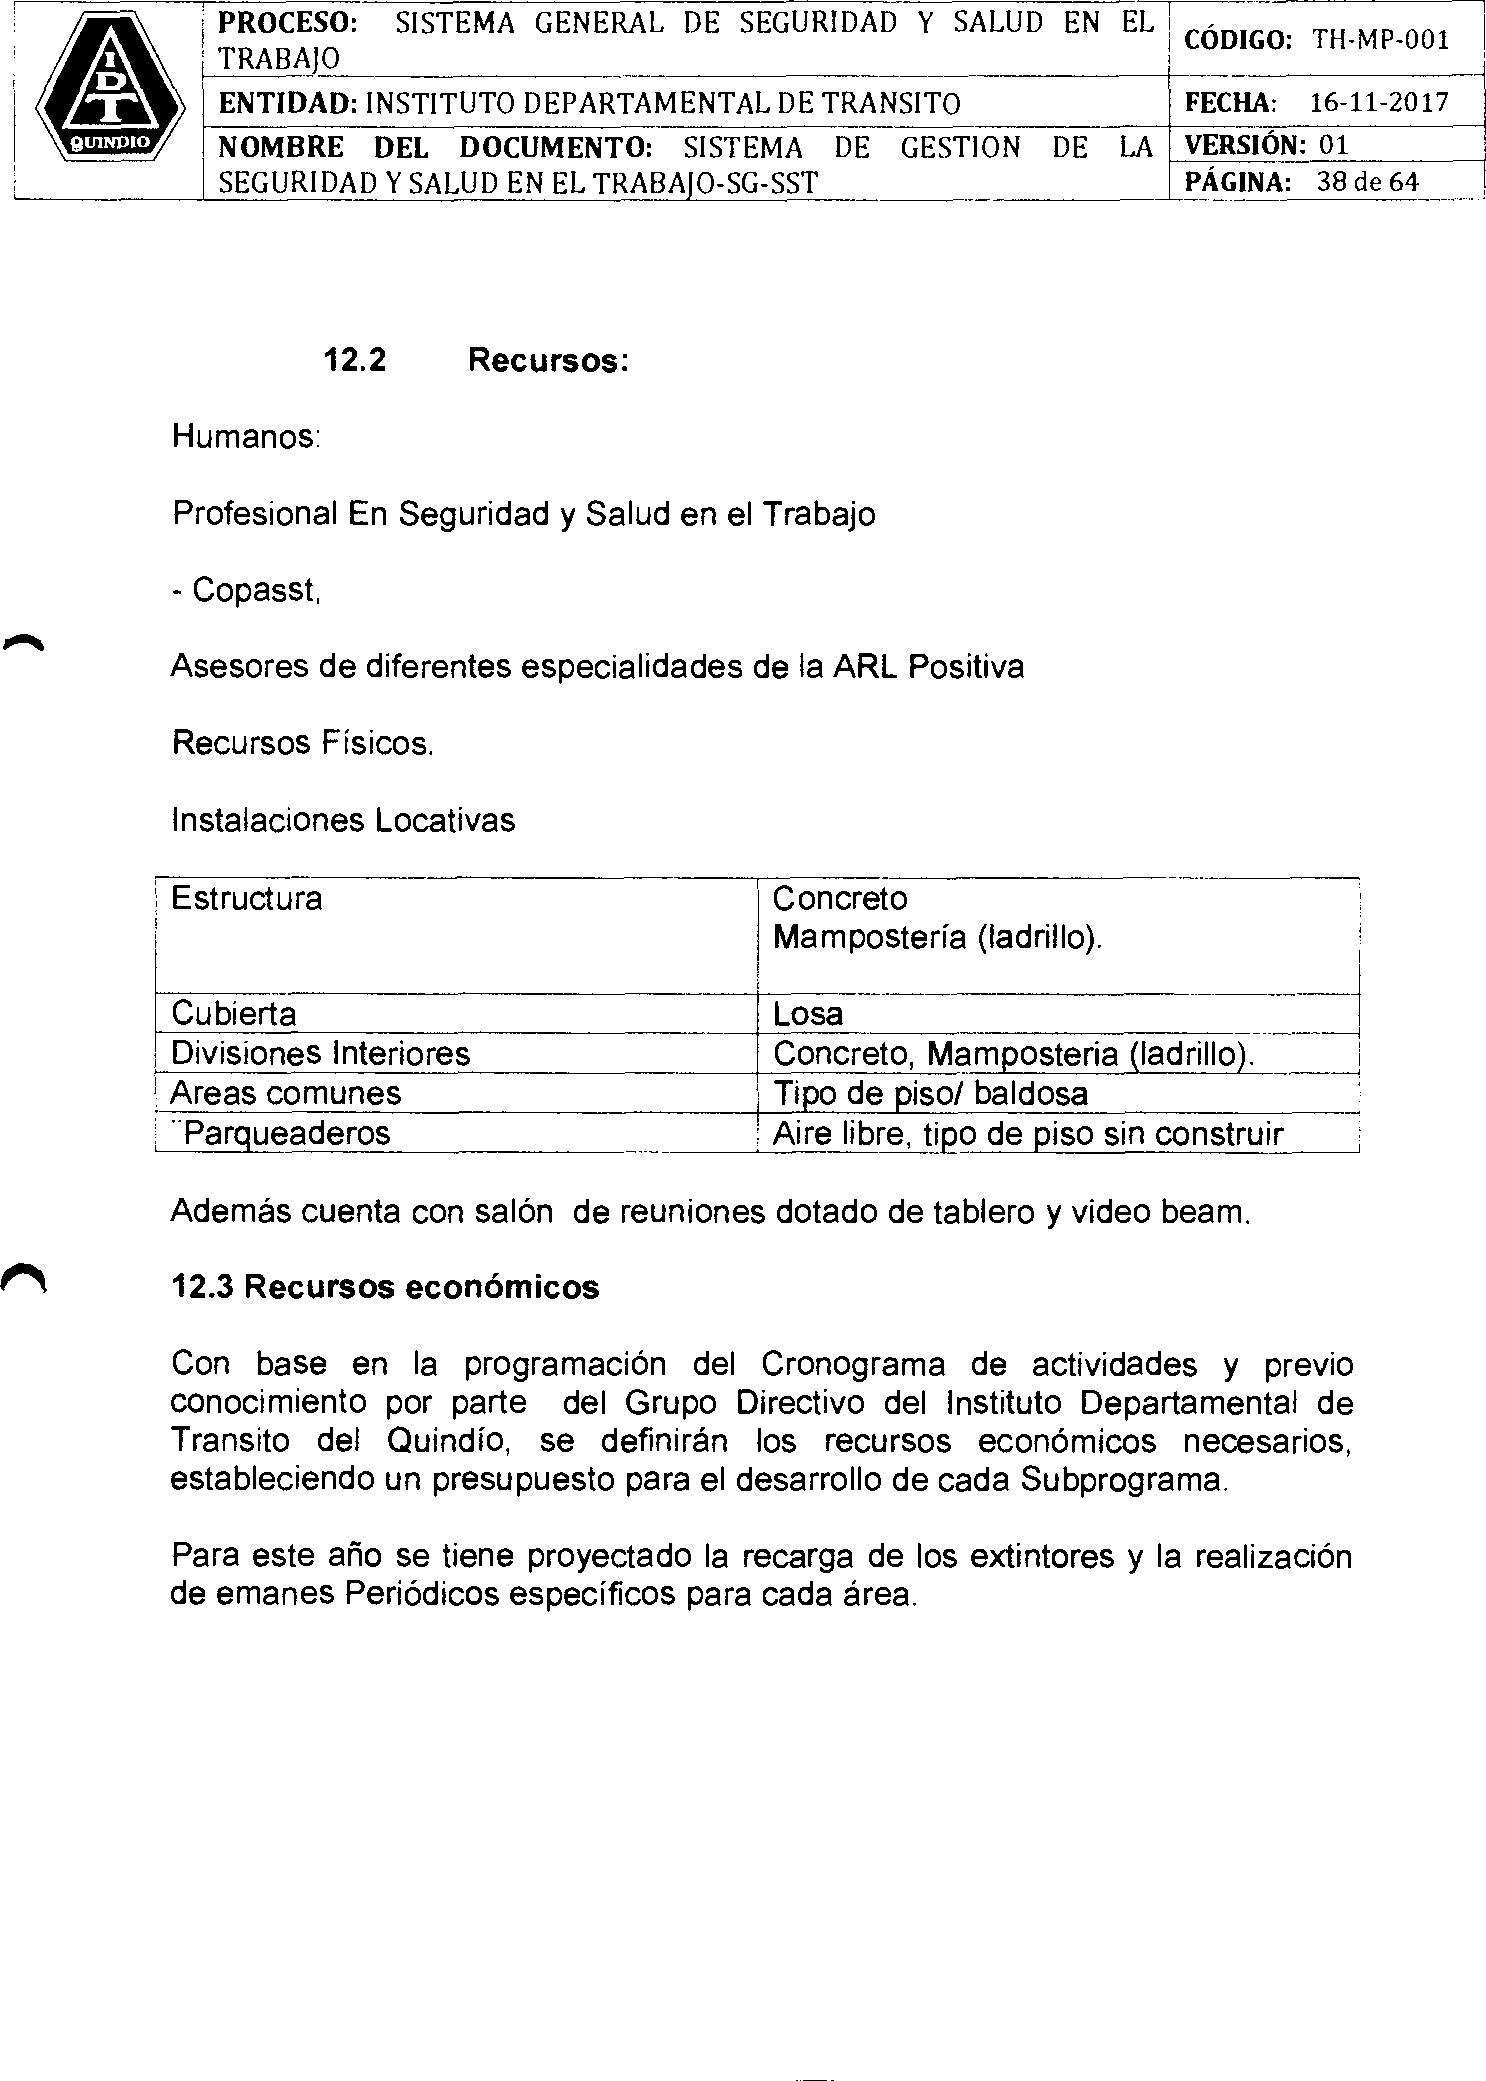 IDT
QUINDIO
PROCESO: SISTEMA GENERAL DE SEGURIDAD Y SALUD EN EL
TRABAJO
CÓDIGO: TH-MP-001
ENTIDAD: INSTITUTO DEPARTAMENTAL DE TRANSITO
FECHA: 16-11-2017
NOMBRE DEL DOCUMENTO: SISTEMA DE GESTION DE LA
SEGURIDAD Y SALUD EN EL TRABAJO-SG-SST
VERSIÓN: 01
PÁGINA: 38 de 64
12.2 Recursos:
Humanos:
Profesional En Seguridad y Salud en el Trabajo
- Copasst,
Asesores de diferentes especialidades de la ARL Positiva
Recursos Físicos.
Instalaciones Locativas
Estructura Concreto
Mampostería (ladrillo).
Cubierta Losa
Divisiones Interiores Concreto, Mamposteria (ladrillo).
Areas comunes Tipo de piso/ baldosa
¨Parqueaderos Aire libre, tipo de piso sin construir
Además cuenta con salón de reuniones dotado de tablero y video beam.
12.3 Recursos económicos
Con base en la programación del Cronograma de actividades y previo
conocimiento por parte del Grupo Directivo del Instituto Departamental de
Transito del Quindío, se definirán los recursos económicos necesarios,
estableciendo un presupuesto para el desarrollo de cada Subprograma.
Para este año se tiene proyectado la recarga de los extintores y la realización
de emanes Periódicos específicos para cada área.